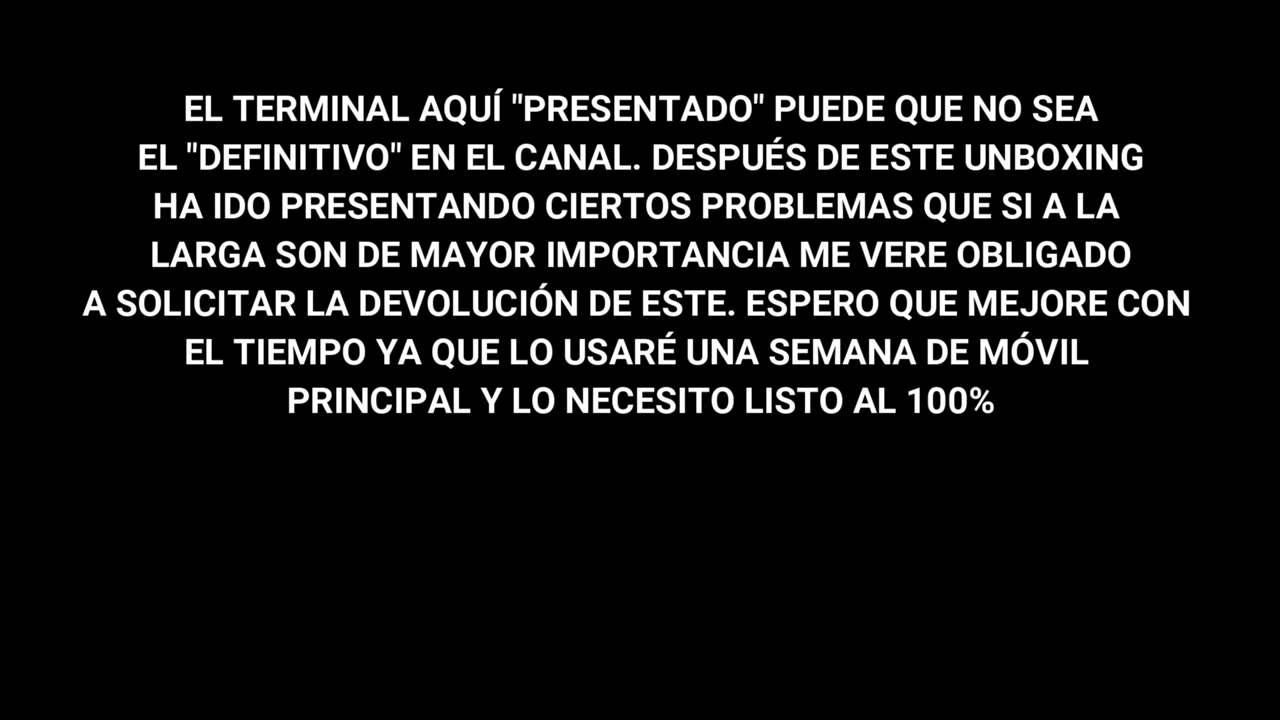 EL TERMINAL AQUÍ "PRESENTADO" PUEDE QUE NO SEA
EL "DEFINITIVO" EN EL CANAL. DESPUÉS DE ESTE UNBOXING
HA IDO PRESENTANDO CIERTOS PROBLEMAS QUE SI A LA
LARGA SON DE MAYOR IMPORTANCIA ME VERE OBLIGADO
A SOLICITAR LA DEVOLUCIÓN DE ESTE. ESPERO QUE MEJORE CON
EL TIEMPO YA QUE LO USARÉ UNA SEMANA DE MÓVIL
PRINCIPAL Y LO NECESITO LISTO AL 100%